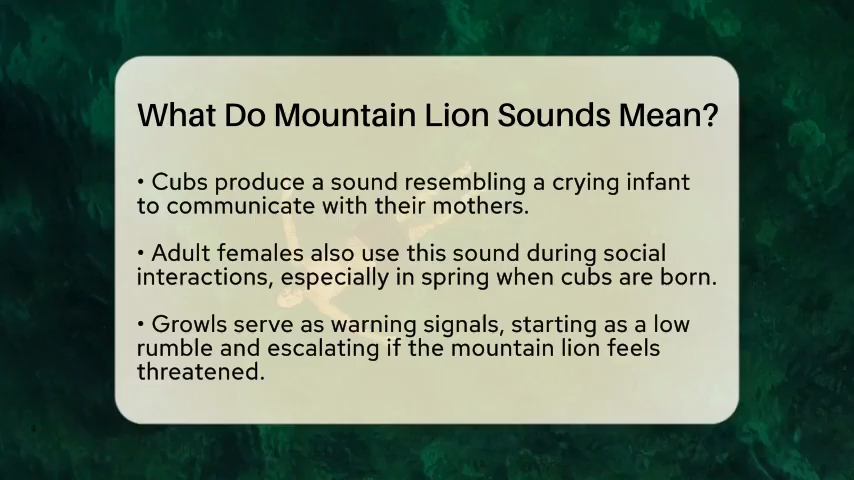 What Do Mountain Lion Sounds Mean?
• Cubs produce a sound resembling a crying infant
to communicate with their mothers.
• Adult females also use this sound during social
interactions, especially in spring when cubs are born.
• Growls serve as warning signals, starting as a low
rumble and escalating if the mountain lion feels
threatened.